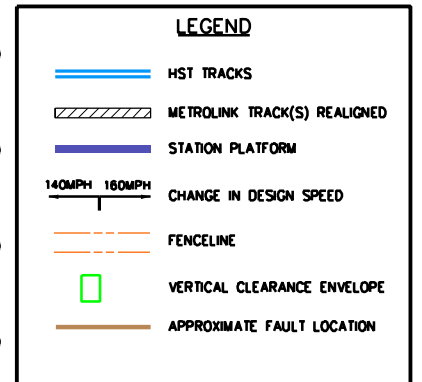 LEGEND
HST TRACKS
METROLINK TRACK(S) REALIGNED
STATION PLATFORM
140MPH 160MPH
CHANGE IN DESIGN SPEED
FENCELINE
VERTICAL CLEARANCE ENVELOPE
APPROXIMATE FAULT LOCATION